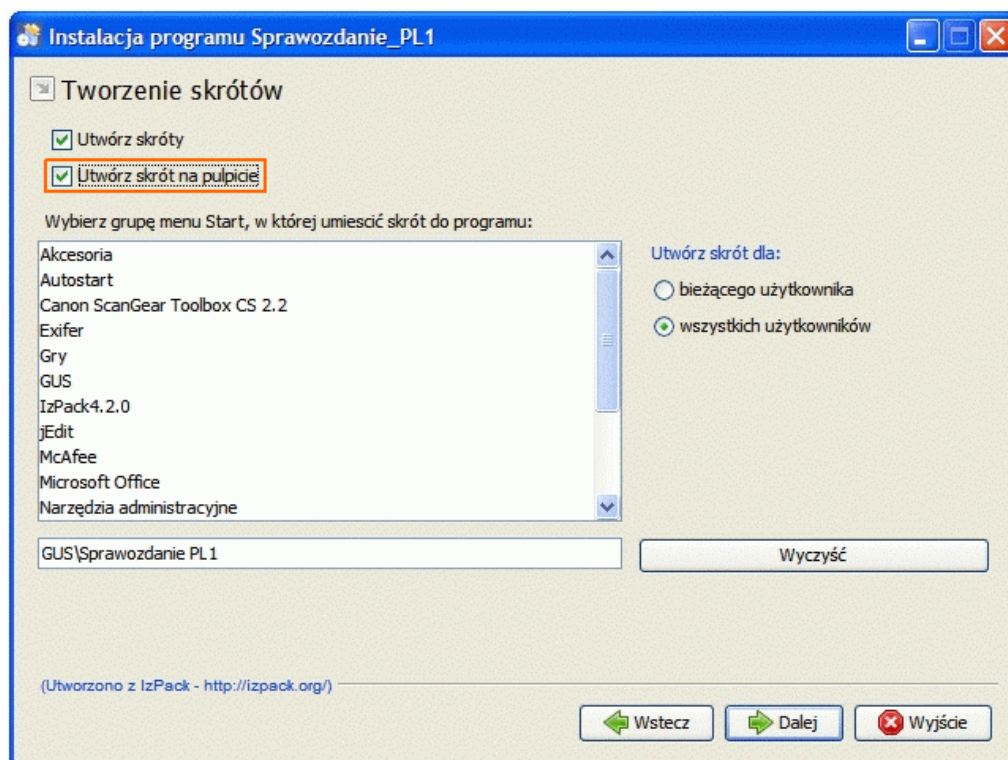 Instalacja programu Sprawozdanie_PL1
Tworzenie skrótów
Utwórz skróty
Utwórz skrót na pulpicie
Wybierz grupę menu Start, w której umiescić skrót do programu:
Akcesoria
Autostart
Canon ScanGear Toolbox CS 2.2
Exifer
Gry
GUS
IzPack4.2.0
jEdit
McAfee
Microsoft Office
Narzędzia administracyjne
Utwórz skrót dla:
bieżącego użytkownika
wszystkich użytkowników
GUS\Sprawozdanie PL1
Wyczyść
(Utworzono z IzPack - http://izpack.org/)
Wstecz
Dalej
Wyjście